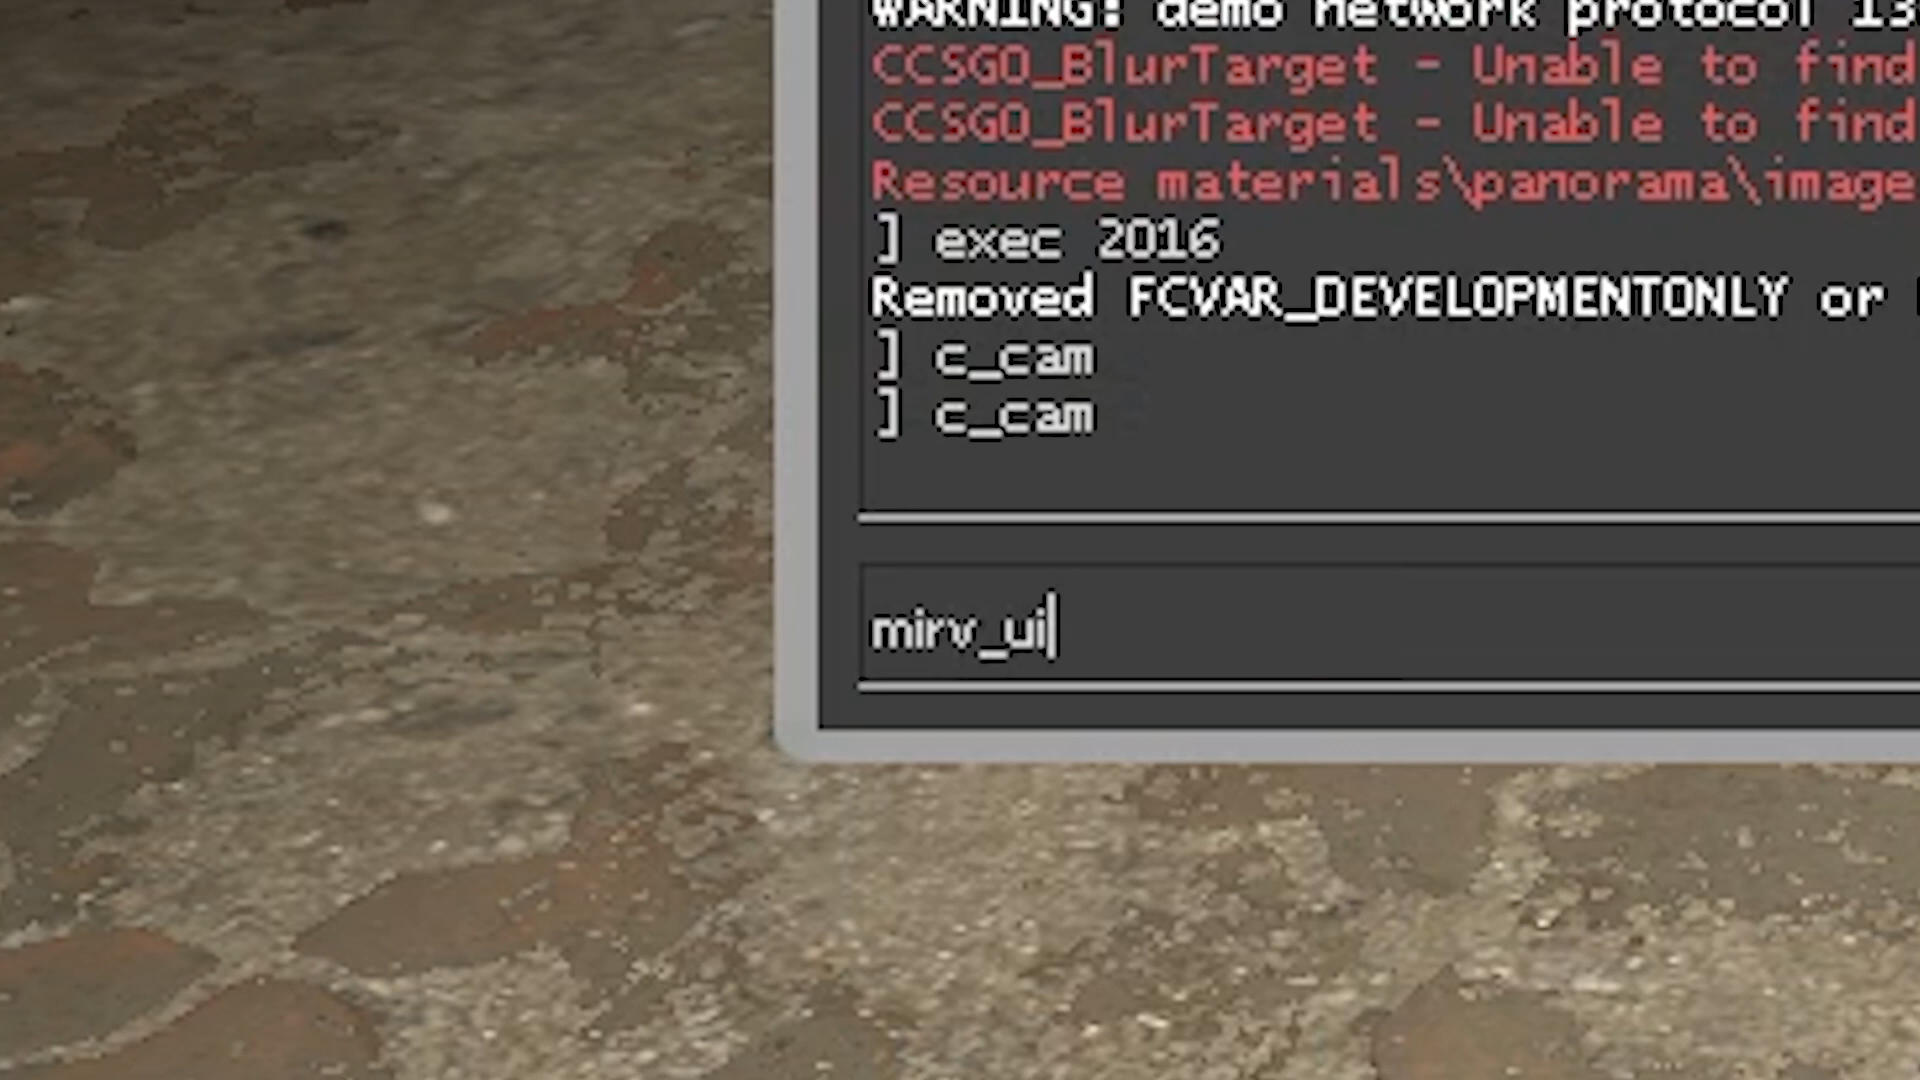 WARNING: demo network protocol 13
CCSGO_BlurTarget - Unable to find
CCSGO_BlurTarget - Unable to find
Resource materials\panorama\image
] exec 2016
Removed FCVAR_DEVELOPMENTONLY or
] c_cam
] c_cam
mirv_ui